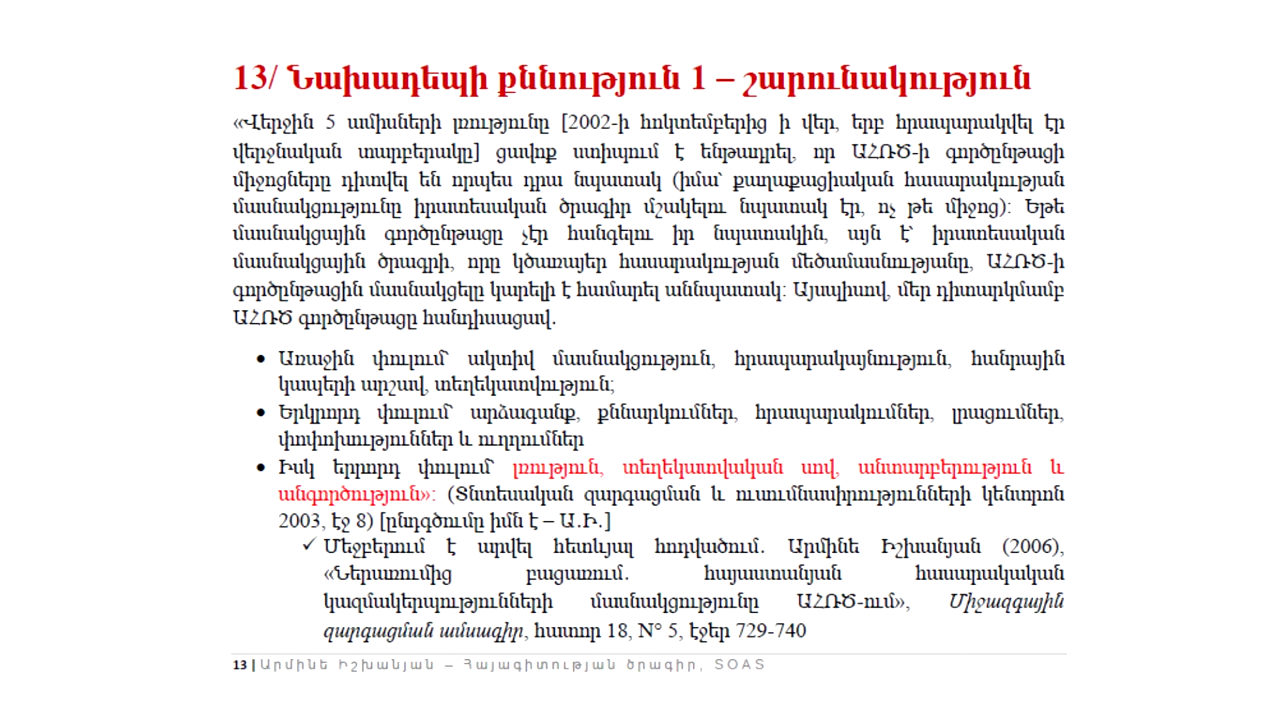 13/ Նախադեպի քննություն 1 – շարունակություն
«Վերջին 5 ամիսների լռությունը [2002-ի հոկտեմբերից ի վեր, երբ հրապարակվել էր
վերջնական տարբերակը] ցավոք ստիպում է ենթադրել, որ ԱՀՌԾ-ի գործընթացի
միջոցները դիտվել են որպես դրա նպատակ (իմա՝ քաղաքացիական հասարակության
մասնակցությունը իրատեսական ծրագիր մշակելու նպատակ էր, ոչ թե միջոց): Եթե
մասնակցային գործընթացը չէր հանգելու իր նպատակին, այն է՝ իրատեսական
մասնակցային ծրագրի, որը կծառայեր հասարակության մեծամասնությանը, ԱՀՌԾ-ի
գործընթացին մասնակցելը կարելի է համարել աննպատակ: Այսպիսով, մեր դիտարկմամբ
ԱՀՌԾ գործընթացը հանդիսացավ.
• Առաջին փուլում՝ ակտիվ մասնակցություն, հրապարակայնություն, հանրային
կապերի արշավ, տեղեկատվություն;
• Երկրորդ փուլում՝ արձագանք, քննարկումներ, հրապարակումներ, լրացումներ,
փոփոխություններ և ուղղումներ
• Իսկ երրորդ փուլում՝ լռություն, տեղեկատվական սով, անտարբերություն և
անգործություն»: (Տնտեսական զարգացման և ուսումնասիրությունների կենտրոն
2003, էջ 8) [ընդգծումը իմն է – Ա.Ի.]
✓ Մեջբերում է արվել հետևյալ հոդվածում. Արմինե Իշխանյան (2006),
«Ներառումից բացառում. հայաստանյան հասարակական
կազմակերպությունների մասնակցությունը ԱՀՌԾ-ում», Միջազգային
զարգացման ամսագիր, հատոր 18, N° 5, էջեր 729-740
13 | Արմինե Իշխանյան – Հայագիտության ծրագիր, SOAS